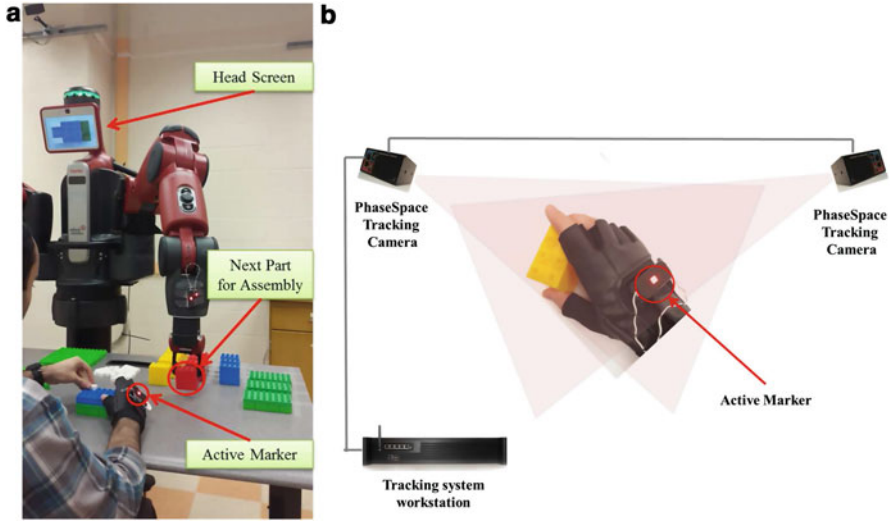 a
Head Screen
Next Part
for Assembly
Active Marker
b
PhaseSpace
Tracking
Camera
PhaseSpace
Tracking
Camera
Active Marker
Tracking system
workstation